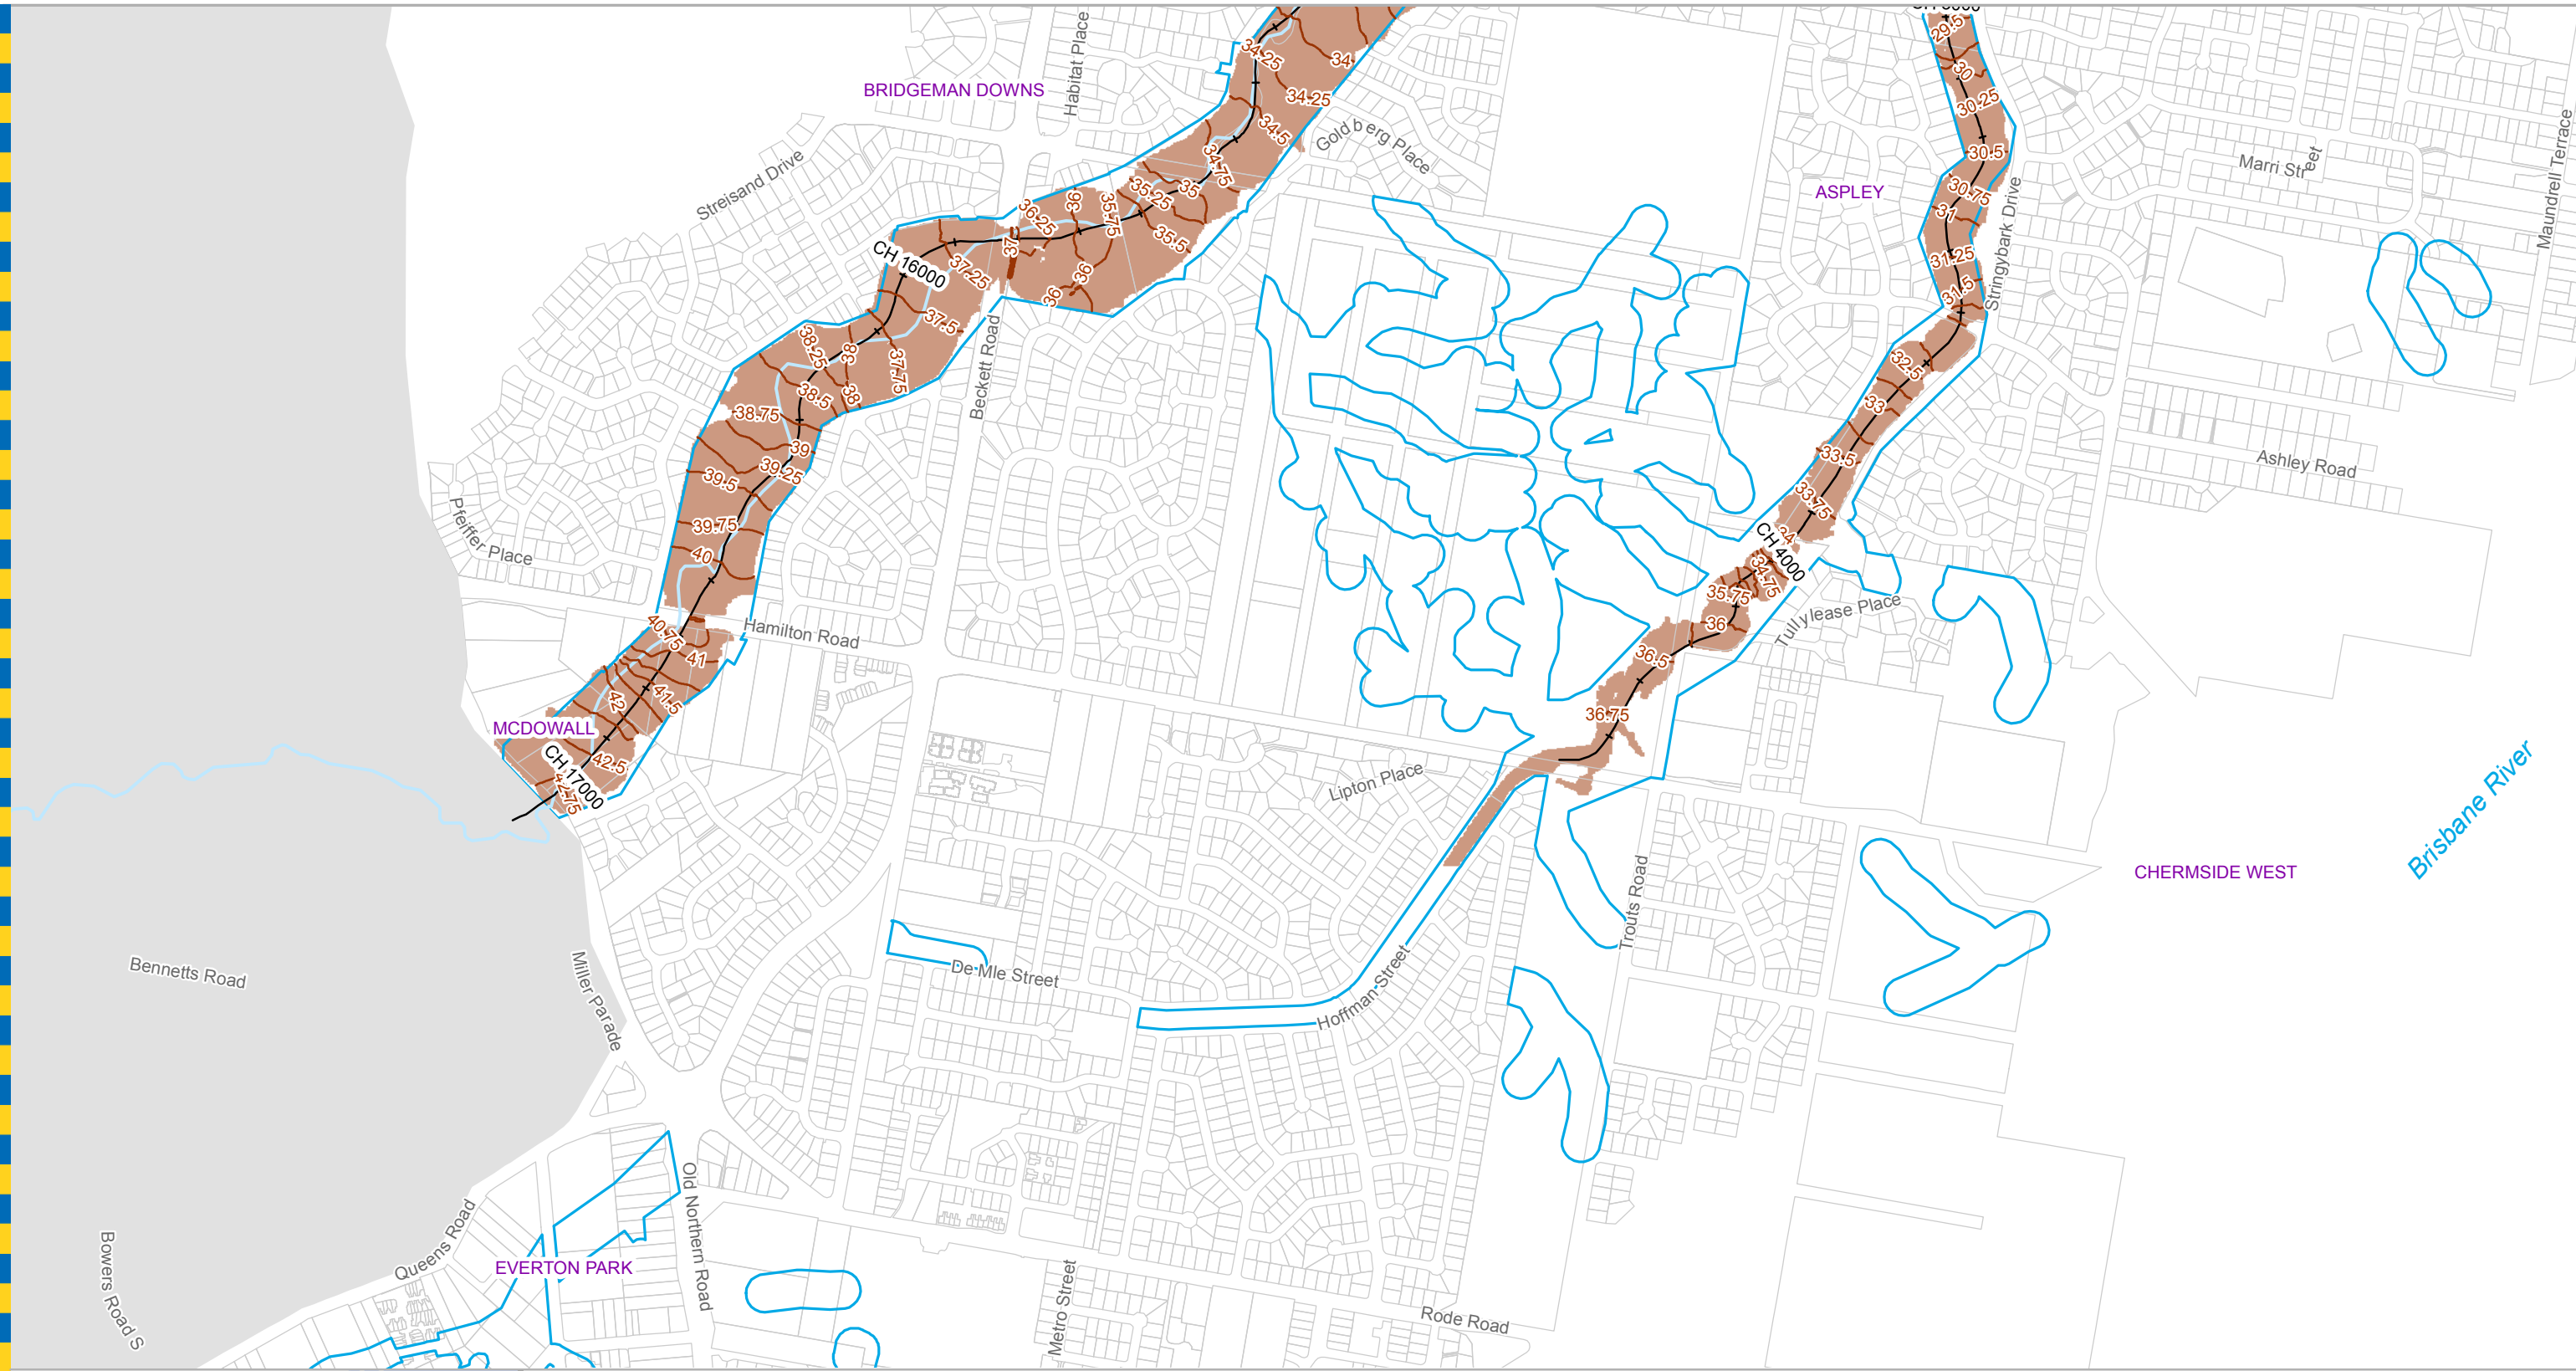 CH 5000
29.5
34.25
34
30
BRIDGEMAN DOWNS
Habitat Place
34.25
30.25
34.5
Goldberg Place
30.5
Marri Street
Maundrell Terrace
34.75
Streisand Drive
35.25
35
30.75
ASPLEY
36
35.75
36.25
31
Stringybark Drive
35.5
37
CH 16000
37.25
31.25
36
36
31.5
37.5
Beckett Road
38.25
38
37.75
32.5
38.5
38
38.75
33
39
39.25
39.5
33.5
Ashley Road
33.75
39.75
34
CH 4000
Pfeiffer Place
40
34.75
35.75
Tullylease Place
40.75
Hamilton Road
36
41
36.5
42
41.5
36.75
MCDOWALL
CH 17000
42.5
42.75
Lipton Place
Brisbane River
CHERMSIDE WEST
Trouts Road
Bennetts Road
Miller Parade
De Mle Street
Hoffman Street
Old Northern Road
Queens Road
EVERTON PARK
Bowers Road S
Metro Street
Rode Road